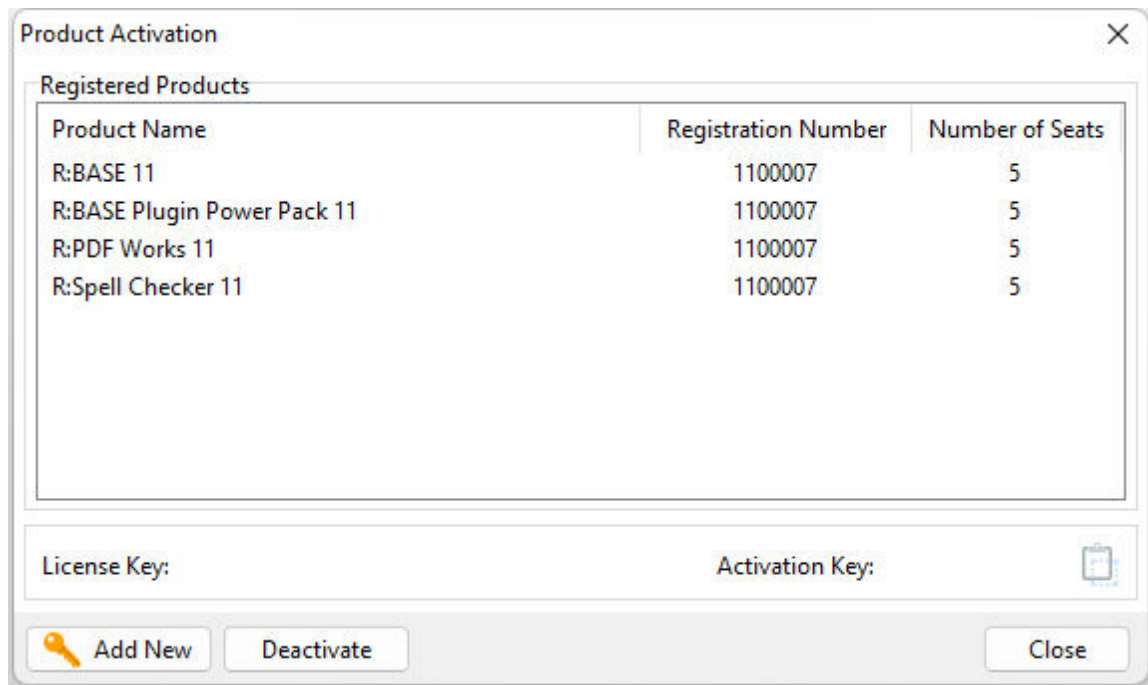 Product Activation
Registered Products
Product Name Registration Number Number of Seats
R:BASE 11 1100007 5
R:BASE Plugin Power Pack 11 1100007 5
R:PDF Works 11 1100007 5
R:Spell Checker 11 1100007 5
License Key: Activation Key:
Add New Deactivate Close